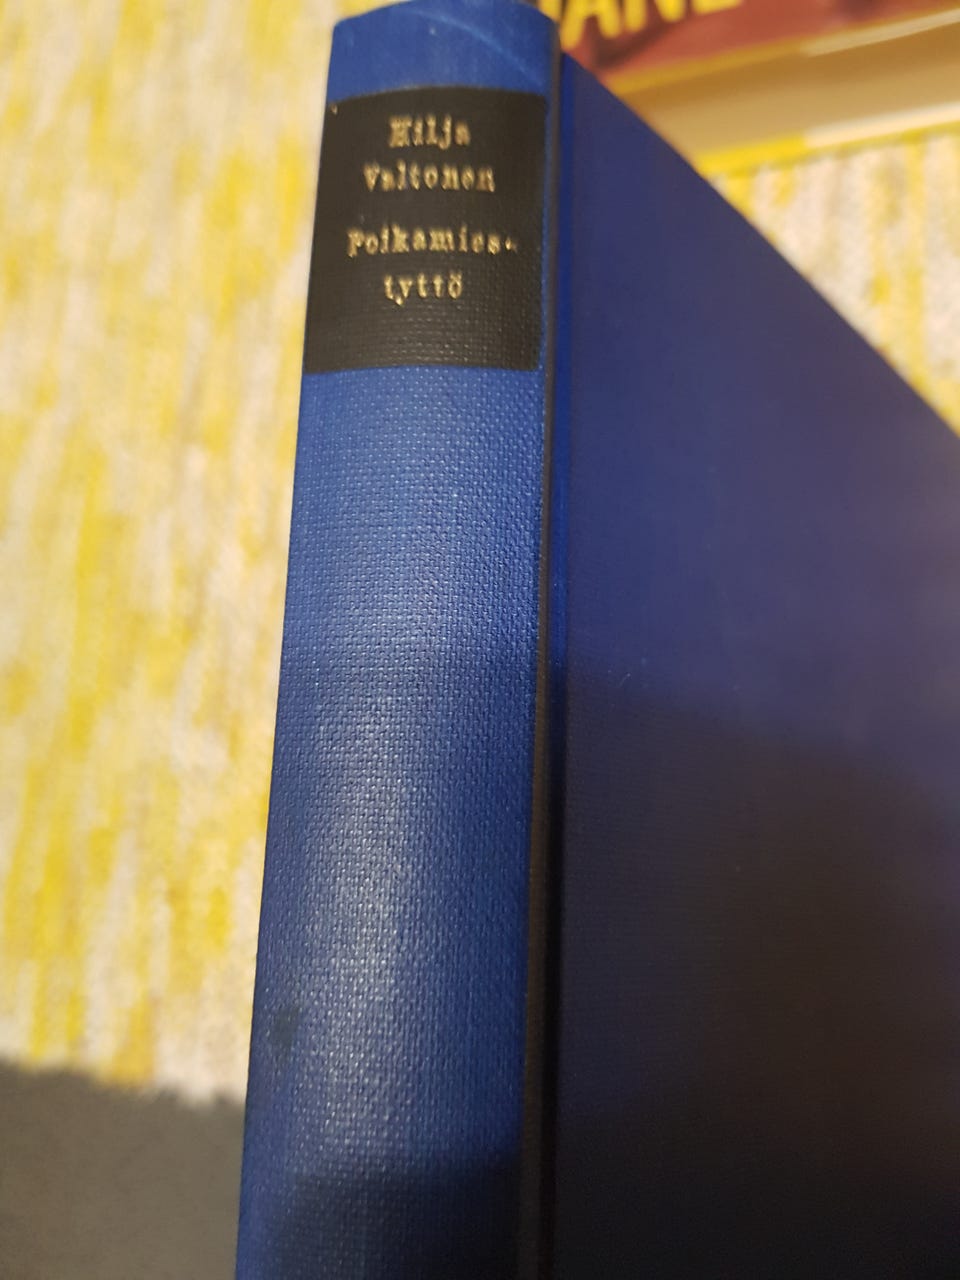 Hilja
Valtonen
Poikamies-
tyttö